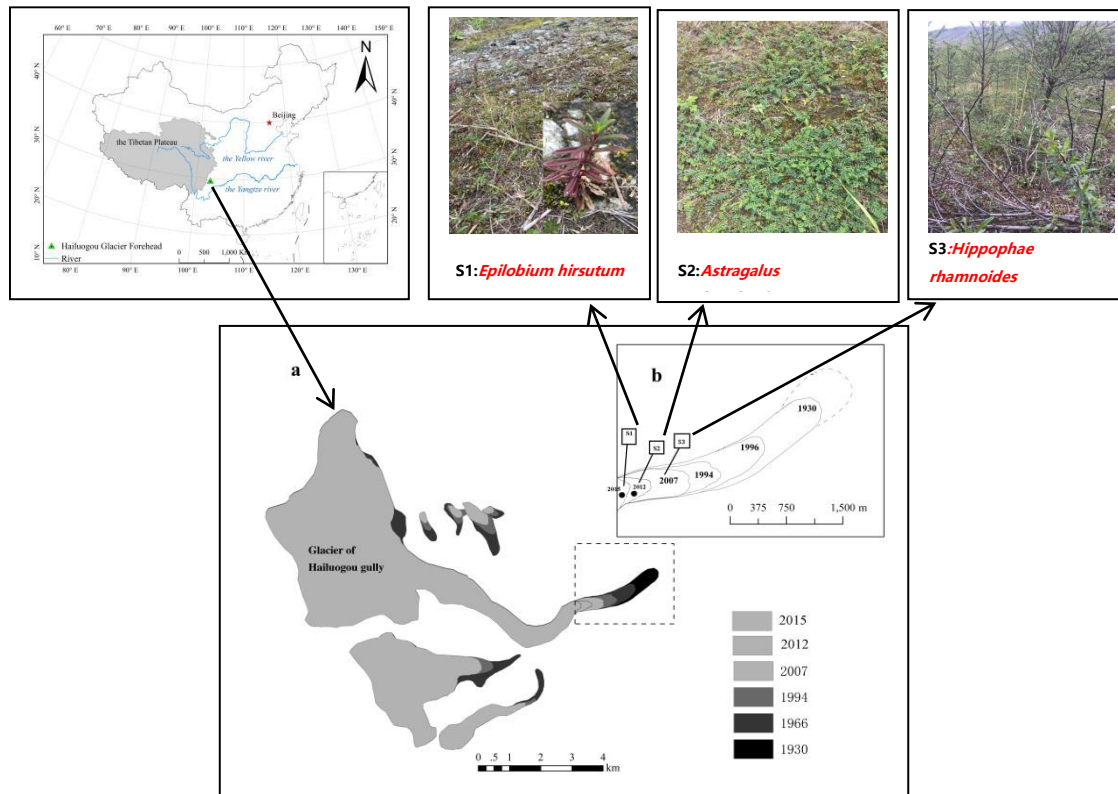 60° E 70° E 80° E 90° E 100° E 110° E 120° E 130° E 140° E 150° E
N
40° N
30° N
20° N
10° N
50° N
40° N
30° N
20° N
Beijing
the Tibetan Plateau
the Yellow river
the Yangtze river
Hailuogou Glacier Forehead
River
0 500 1,000 Km
80° E 90° E 100° E 110° E 120° E 130° E
S1:Epilobium hirsutum
S2:Astragalus
S3:Hippophae
rhamnoides
a
Glacier of
Hailuogou gully
b
S1
S2
S3
1930
1996
1994
2007
2012
0 375 750 1,500 m
2015
2012
2007
1994
1966
1930
0 .5 1 2 3 4
km